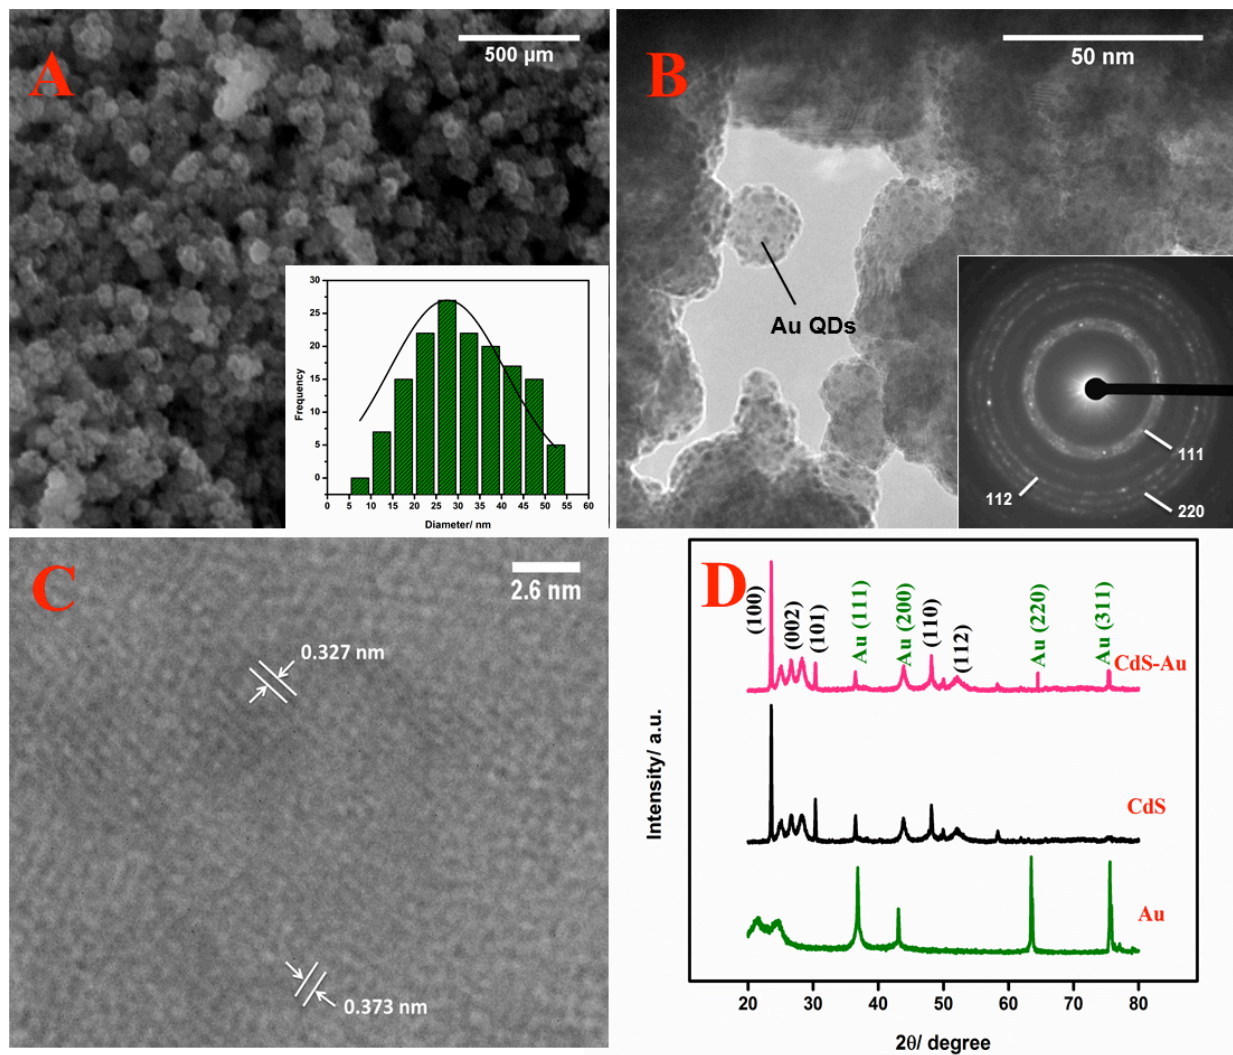 A
500 µm
30
25
20
15
10
5
0
Frequency
0 5 10 15 20 25 30 35 40 45 50 55 60
Diameter/ nm
B
50 nm
Au QDs
111
112
220
C
2.6 nm
0.327 nm
0.373 nm
D
(100)
(002)
(101)
Au (111)
Au (200)
(110)
(112)
Au (220)
Au (311)
CdS-Au
CdS
Au
Intensity/ a.u.
20 30 40 50 60 70 80
2θ/ degree